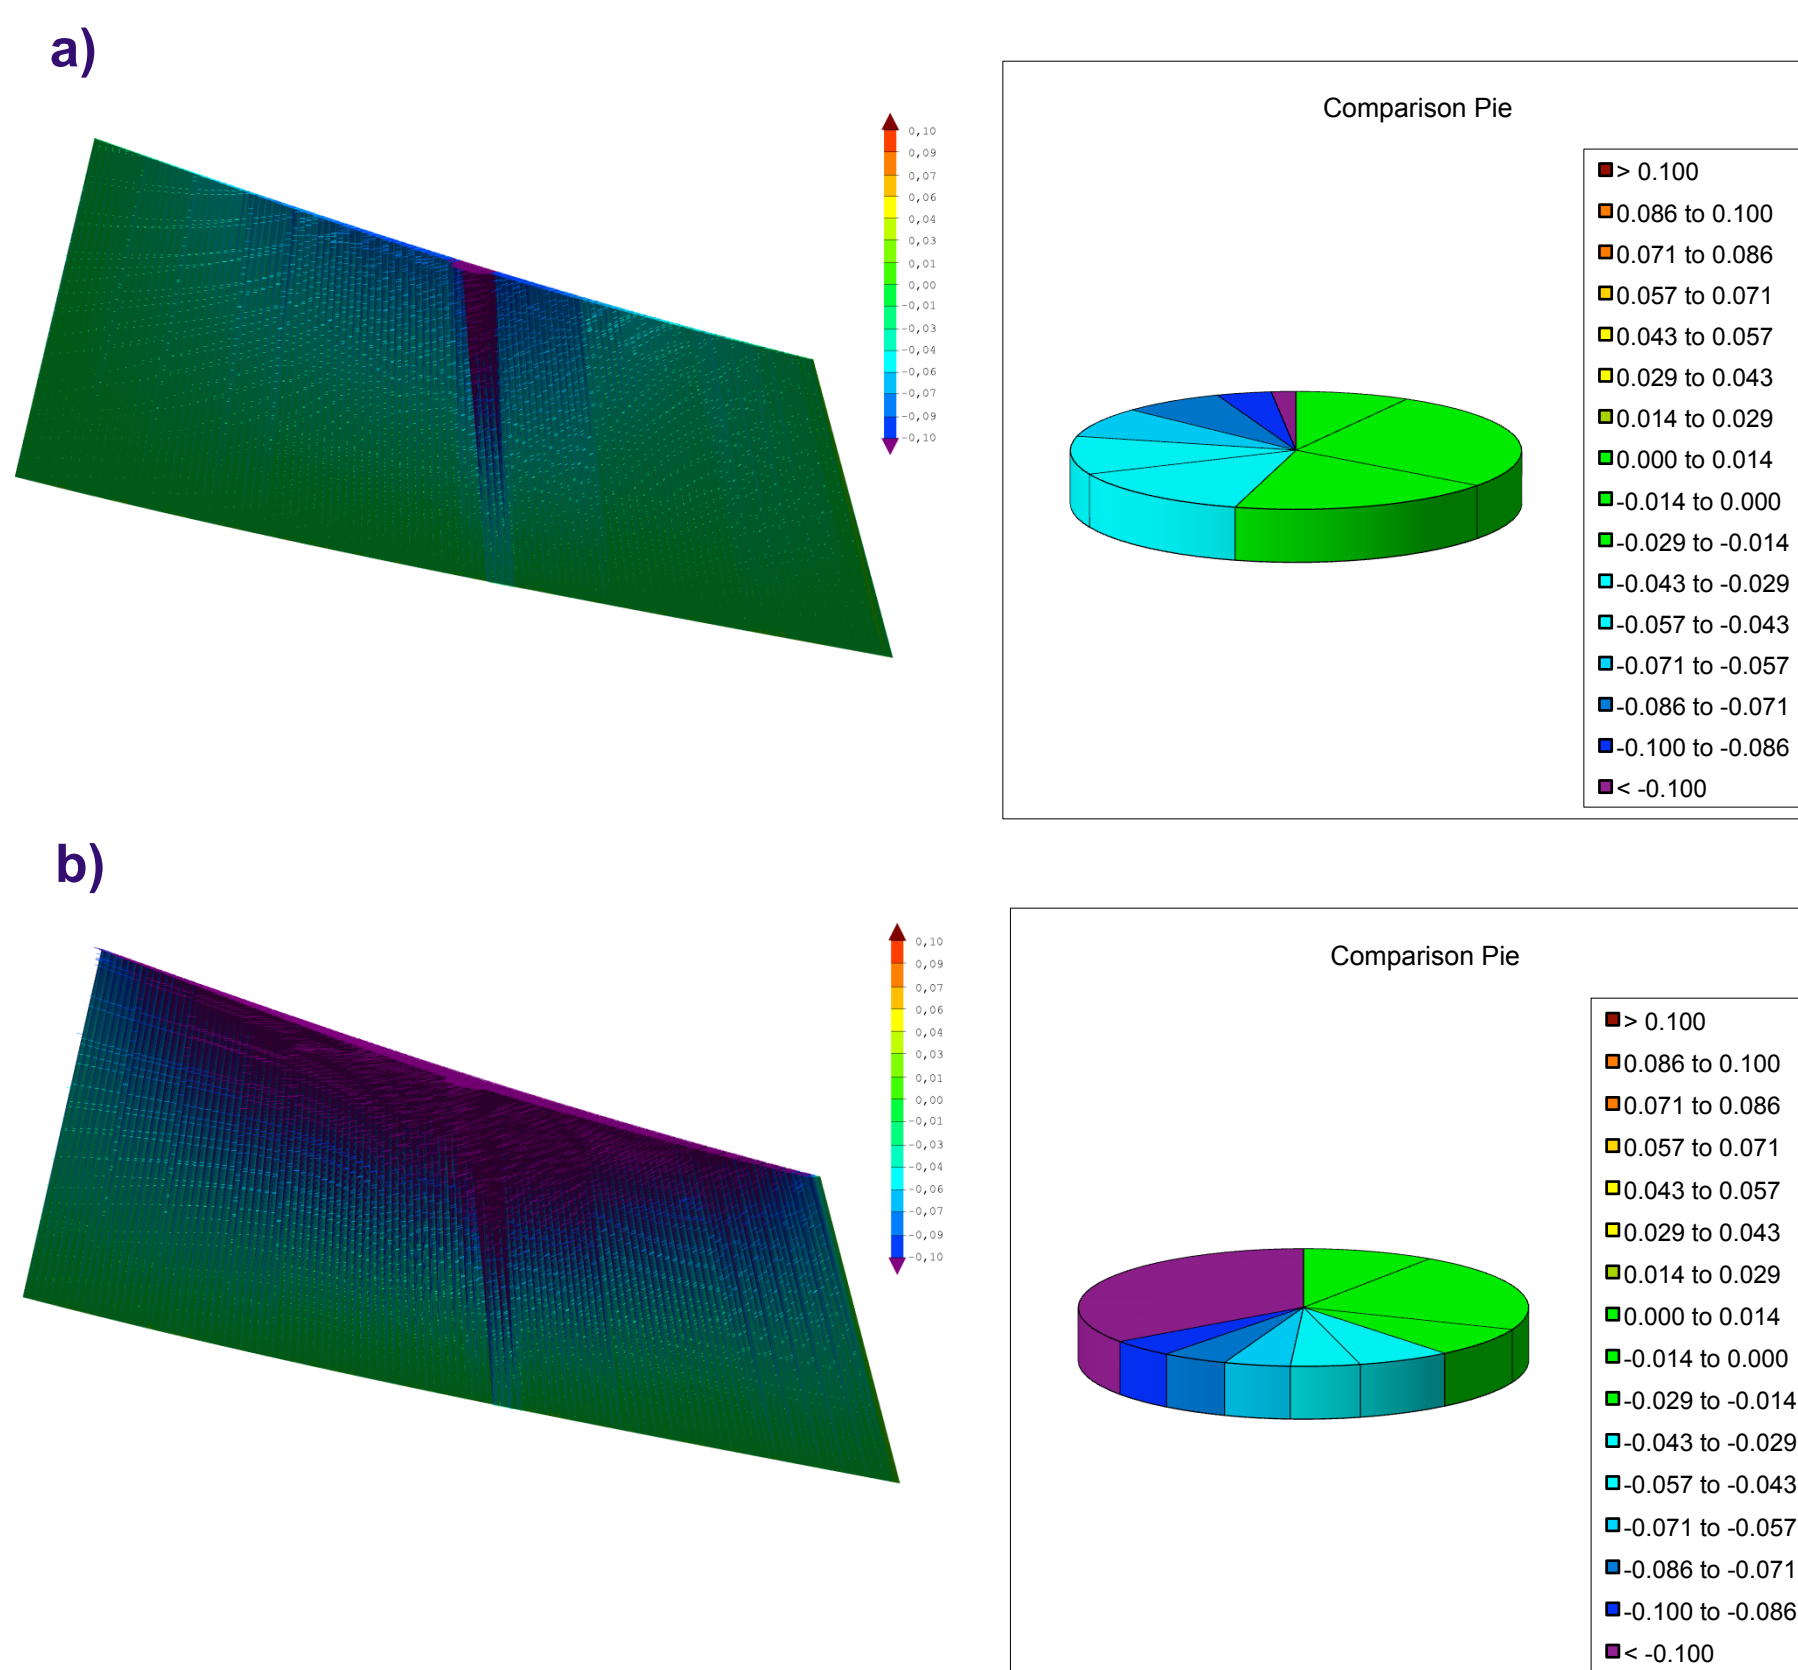 a)
0,10
0,09
0,07
0,06
0,04
0,03
0,01
0,00
-0,01
-0,03
-0,04
-0,06
-0,07
-0,09
-0,10
Comparison Pie
> 0.100
0.086 to 0.100
0.071 to 0.086
0.057 to 0.071
0.043 to 0.057
0.029 to 0.043
0.014 to 0.029
0.000 to 0.014
-0.014 to 0.000
-0.029 to -0.014
-0.043 to -0.029
-0.057 to -0.043
-0.071 to -0.057
-0.086 to -0.071
-0.100 to -0.086
< -0.100
b)
0,10
0,09
0,07
0,06
0,04
0,03
0,01
0,00
-0,01
-0,03
-0,04
-0,06
-0,07
-0,09
-0,10
Comparison Pie
> 0.100
0.086 to 0.100
0.071 to 0.086
0.057 to 0.071
0.043 to 0.057
0.029 to 0.043
0.014 to 0.029
0.000 to 0.014
-0.014 to 0.000
-0.029 to -0.014
-0.043 to -0.029
-0.057 to -0.043
-0.071 to -0.057
-0.086 to -0.071
-0.100 to -0.086
< -0.100